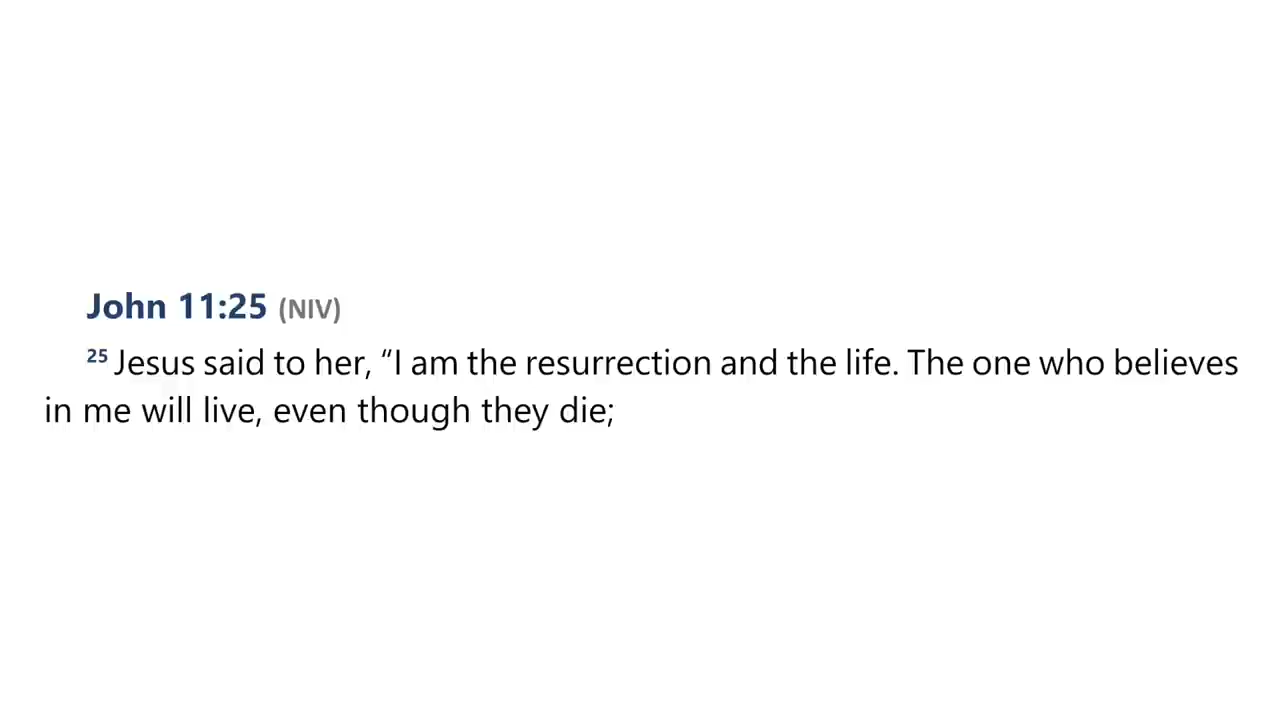 John 11:25 (NIV)
25 Jesus said to her, “I am the resurrection and the life. The one who believes
in me will live, even though they die;